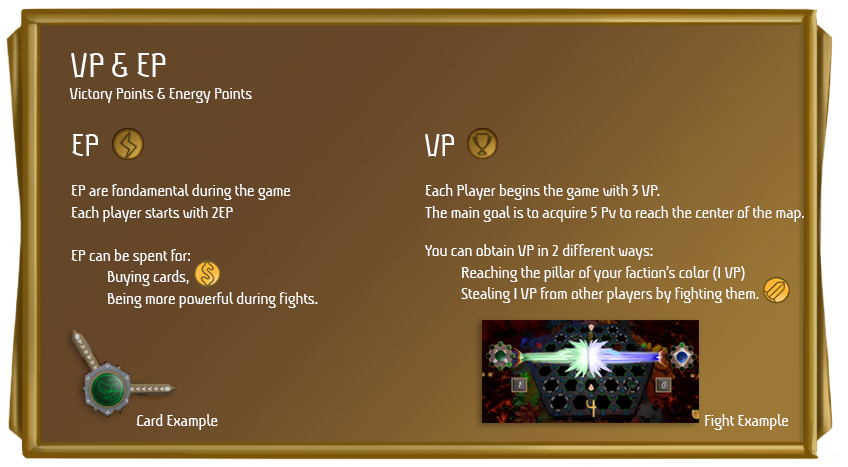 VP & EP
Victory Points & Energy Points
EP
EP are fondamental during the game
Each player starts with 2EP
EP can be spent for:
Buying cards,
Being more powerful during fights.
Card Example
VP
Each Player begins the game with 3 VP.
The main goal is to acquire 5 Pv to reach the center of the map.
You can obtain VP in 2 different ways:
Reaching the pillar of your faction's color (1 VP)
Stealing 1 VP from other players by fighting them.
1
0
4
Fight Example